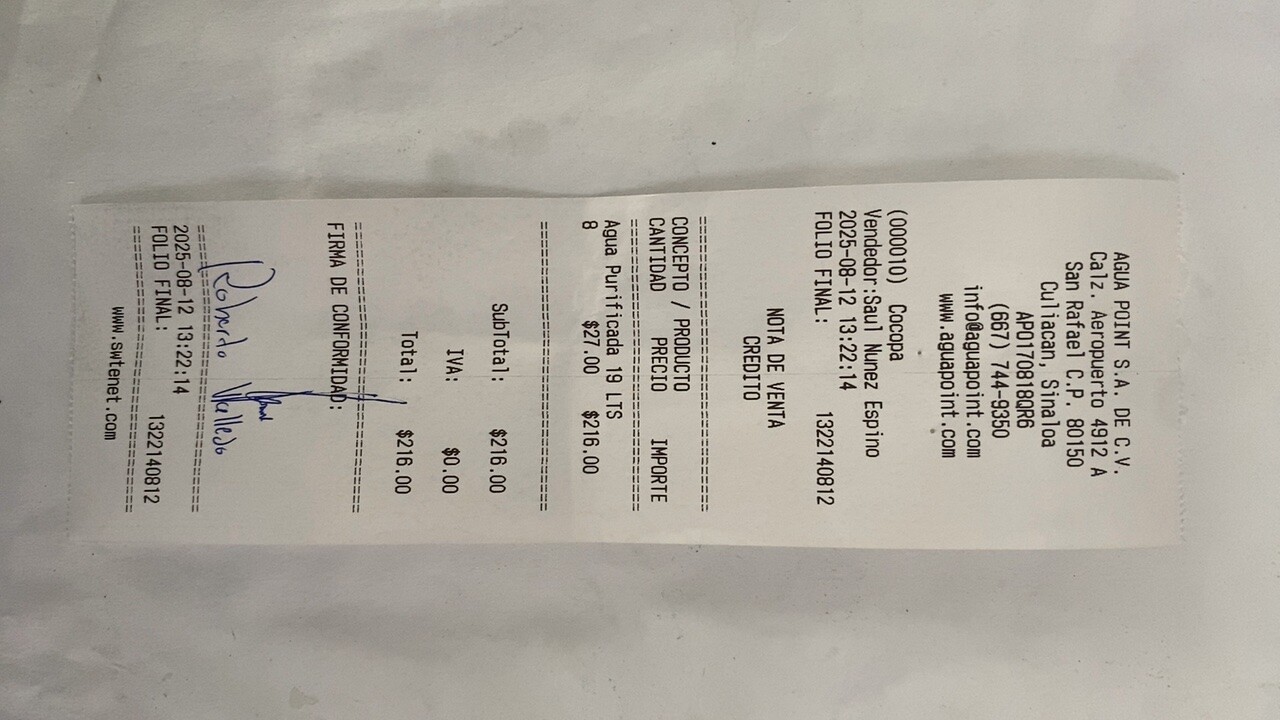 AGUA POINT S.A. DE C.V.
Calz. Aeropuerto 4912 A
San Rafael C.P. 80150
Culiacan, Sinaloa
APO170818QR6
(667) 744-9350
info@aguapoint.com
www.aguapoint.com
(000010) Cocopa
Vendedor:Saul Nunez Espino
2025-08-12 13:22:14
FOLIO FINAL: 1322140812
NOTA DE VENTA
CREDITO
CONCEPTO / PRODUCTO
CANTIDAD PRECIO IMPORTE
Agua Purificada 19 LTS
8 $27.00 $216.00
SubTotal: $216.00
IVA: $0.00
Total: $216.00
FIRMA DE CONFORMIDAD:
Roberto
2025-08-12 13:22:14
FOLIO FINAL: 1322140812
www.swtenet.com